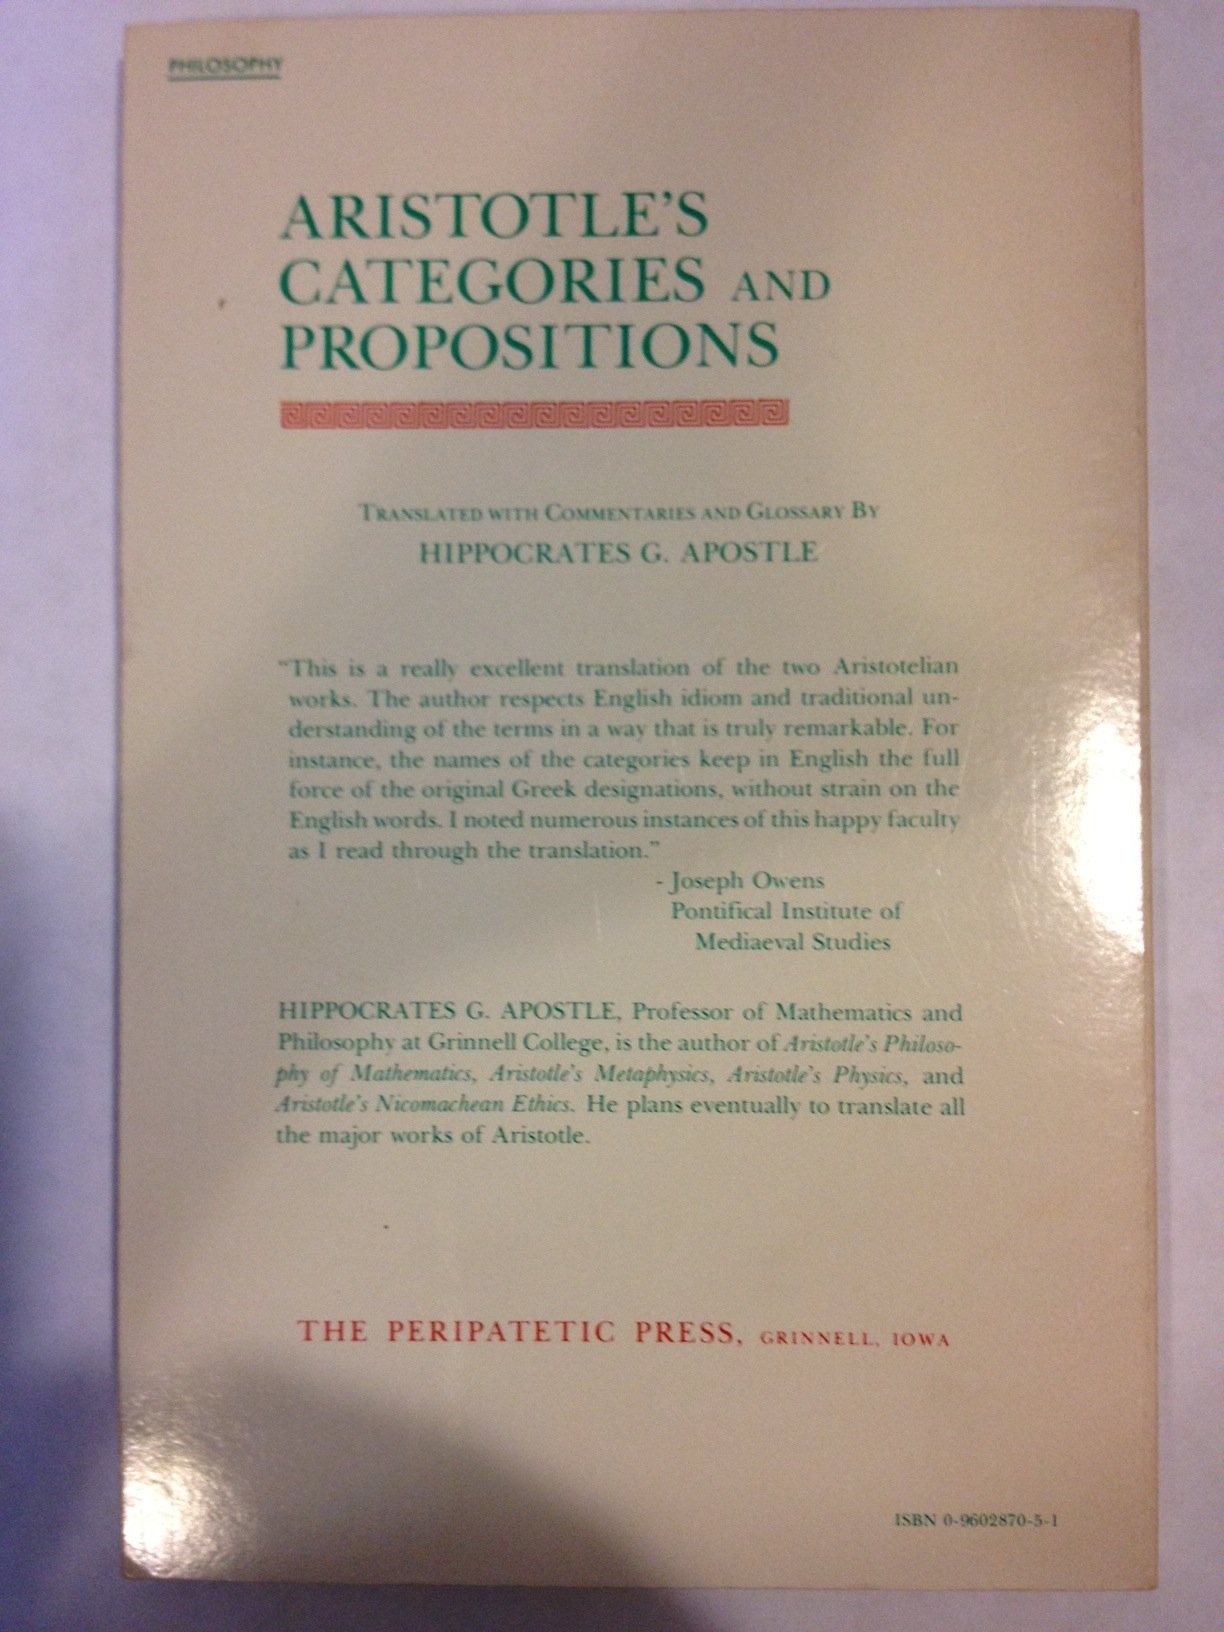 PHILOSOPHY
ARISTOTLE'S
CATEGORIES AND
PROPOSITIONS
TRANSLATED WITH COMMENTARIES AND GLOSSARY BY
HIPPOCRATES G. APOSTLE
"This is a really excellent translation of the two Aristotelian
works. The author respects English idiom and traditional un-
derstanding of the terms in a way that is truly remarkable. For
instance, the names of the categories keep in English the full
force of the original Greek designations, without strain on the
English words. I noted numerous instances of this happy faculty
as I read through the translation."
- Joseph Owens
Pontifical Institute of
Mediaeval Studies
HIPPOCRATES G. APOSTLE, Professor of Mathematics and
Philosophy at Grinnell College, is the author of Aristotle's Philoso-
phy of Mathematics, Aristotle's Metaphysics, Aristotle's Physics, and
Aristotle's Nicomachean Ethics. He plans eventually to translate all
the major works of Aristotle.
THE PERIPATETIC PRESS, GRINNELL, IOWA
ISBN 0-9602870-5-1